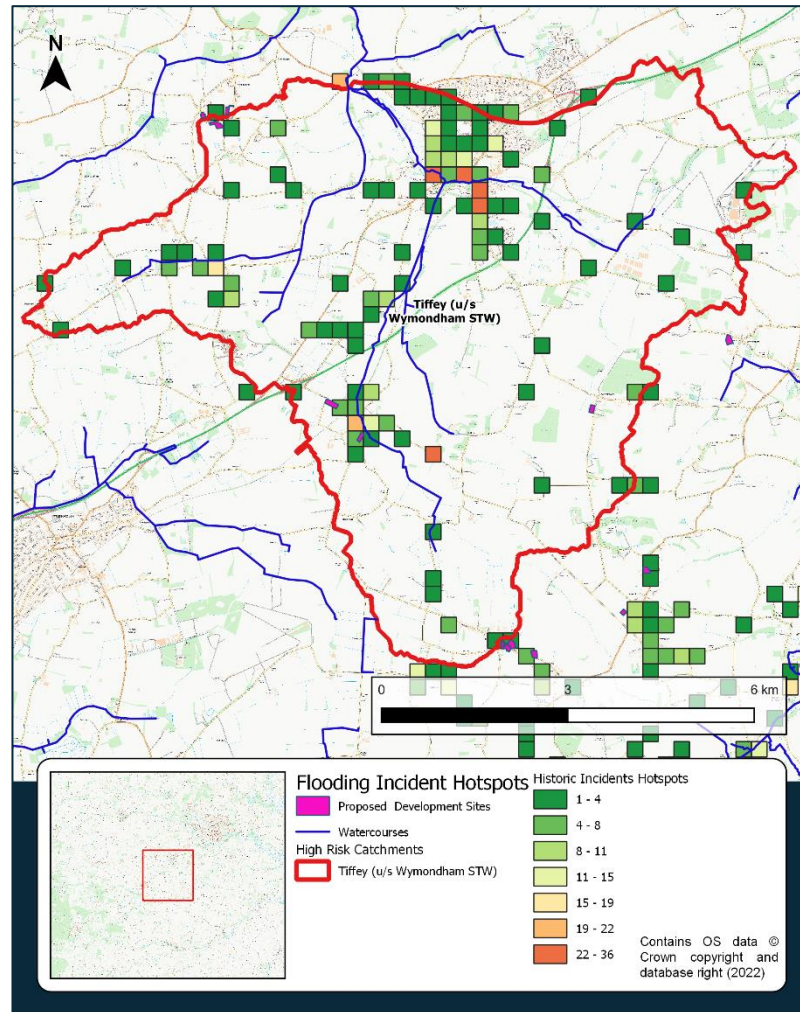 N
Tiffey (u/s
Wymondham STW)
0 3 6 km
Flooding Incident Hotspots
Proposed Development Sites
Watercourses
High Risk Catchments
Tiffey (u/s Wymondham STW)
Historic Incidents Hotspots
1 - 4
4 - 8
8 - 11
11 - 15
15 - 19
19 - 22
22 - 36
Contains OS data ©
Crown copyright and
database right (2022)